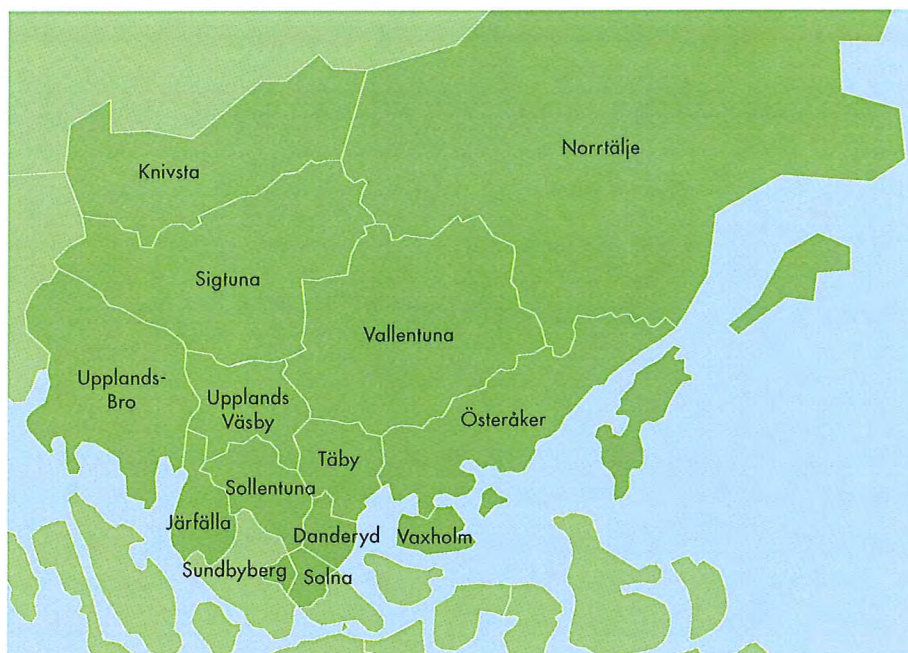 Norrtälje
Knivsta
Sigtuna
Vallentuna
Upplands-
Bro
Upplands
Väsby
Österåker
Täby
Sollentuna
Järfälla
Danderyd
Vaxholm
Sundbyberg
Solna